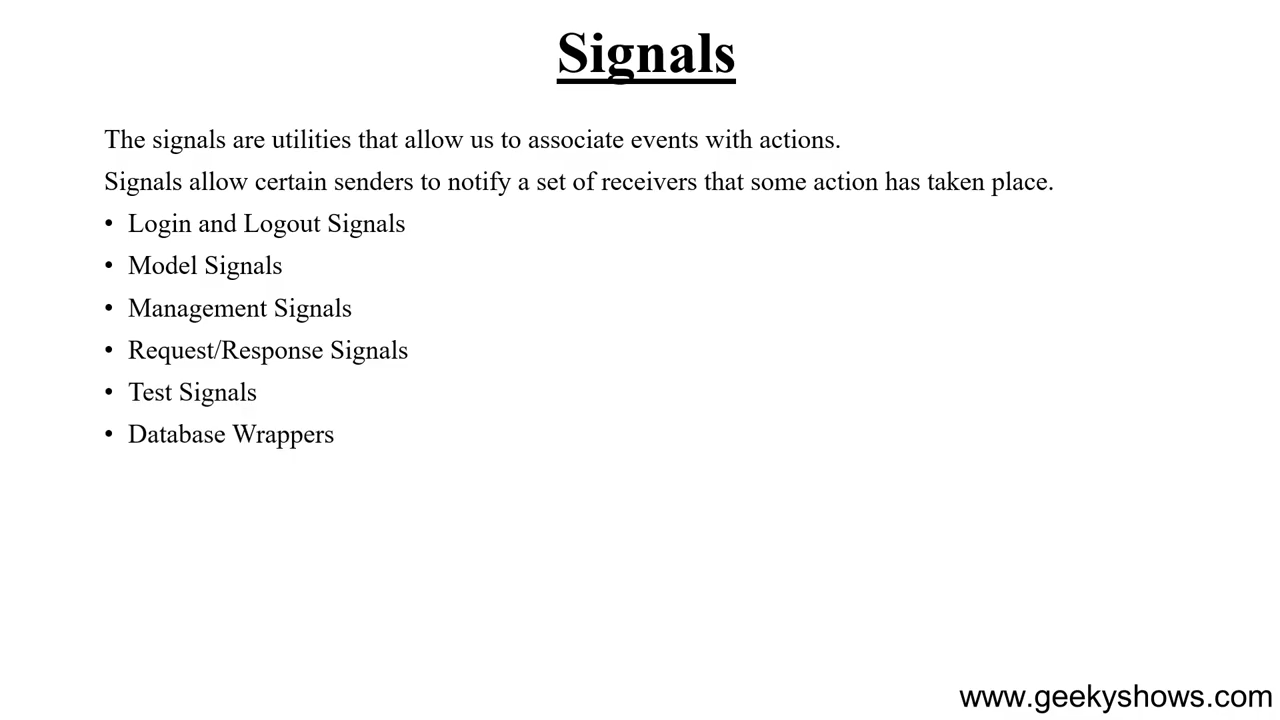 Signals
The signals are utilities that allow us to associate events with actions.
Signals allow certain senders to notify a set of receivers that some action has taken place.
• Login and Logout Signals
• Model Signals
• Management Signals
• Request/Response Signals
• Test Signals
• Database Wrappers
www.geekyshows.com